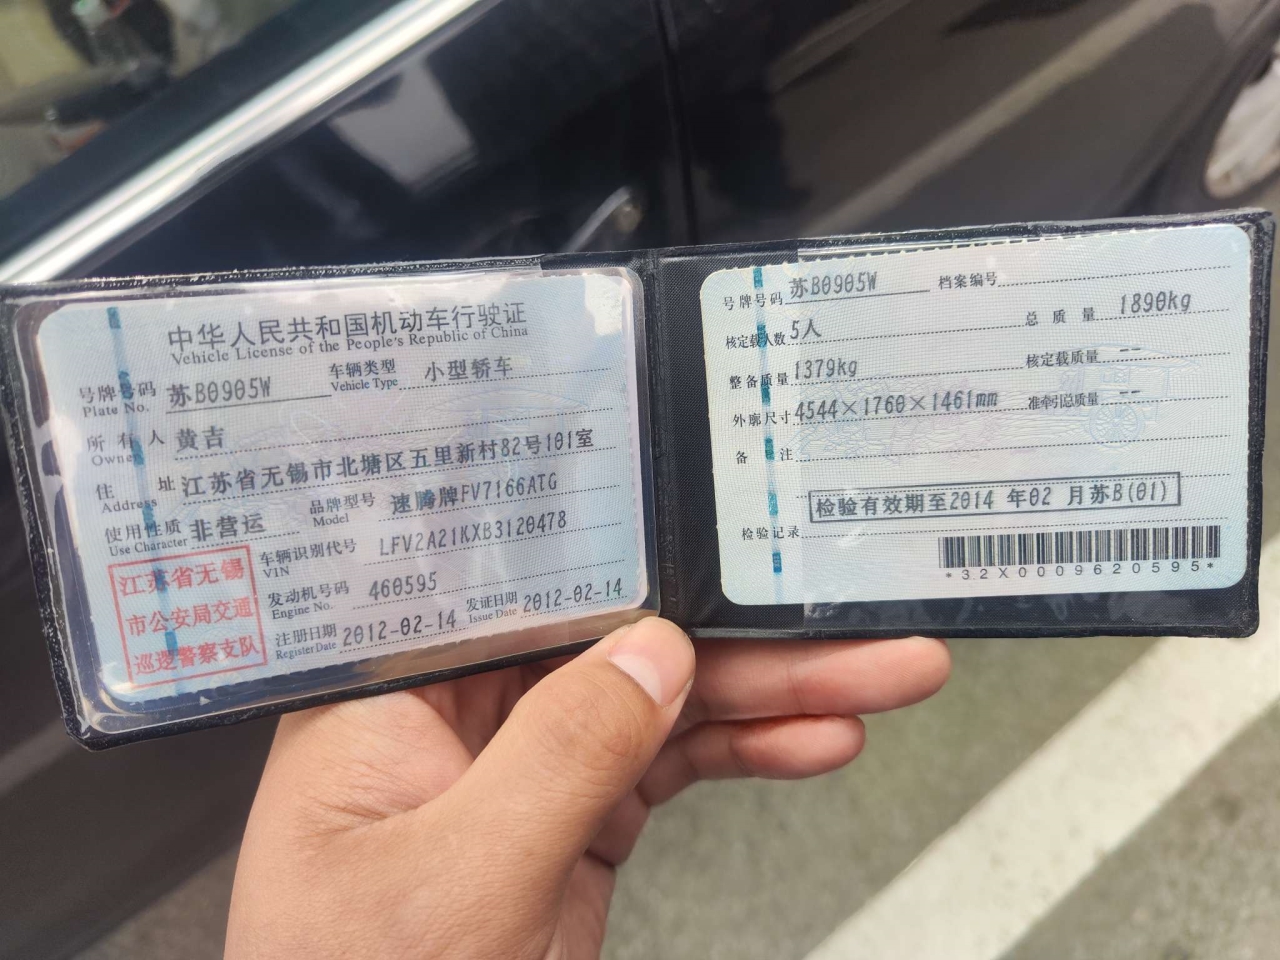 中华人民共和国机动车行驶证
Vehicle License of the People's Republic of China
号牌号码 苏B0905W 车辆类型 小型轿车
Plate No. Vehicle Type
所有人 黄吉
Owner
住址 江苏省无锡市北塘区五里新村82号101室
Address
使用性质 非营运 品牌型号 速腾牌FV7166ATG
Use Character Model
车辆识别代号 LFV2A21KXB3120478
VIN
发动机号码 460595
Engine No.
注册日期 2012-02-14 发证日期 2012-02-14
Register Date Issue Date
江苏省无锡
市公安局交通
巡逻警察支队
号牌号码 苏B0905W 档案编号
核定载人数 5人 总质量 1890kg
整备质量 1379kg 核定载质量 --
外廓尺寸 4544×1760×1461mm 准牵引总质量 --
备注
检验有效期至2014年02月苏B(01)
检验记录
*32X0009620595*